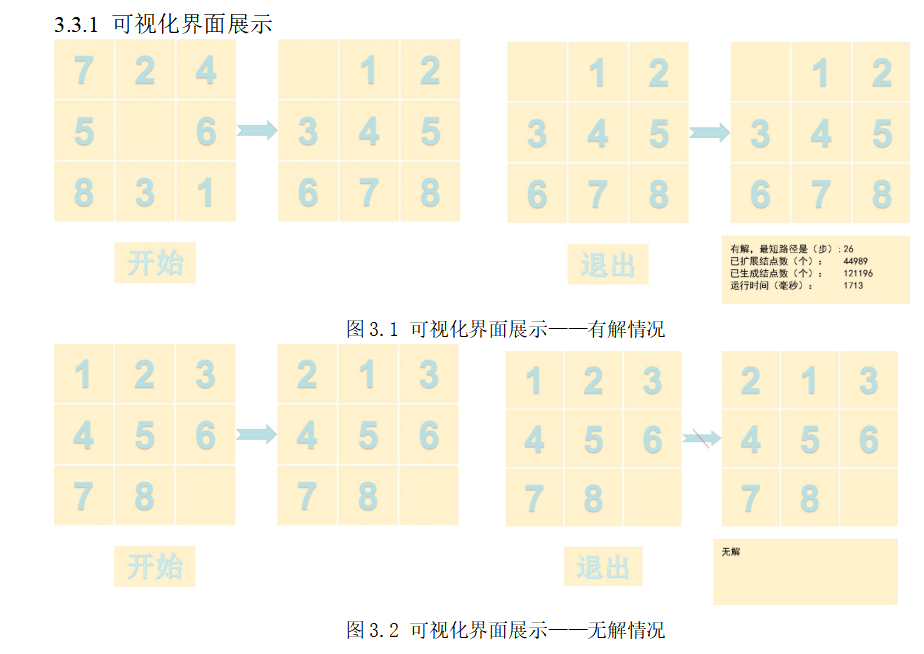 3.3.1 可视化界面展示
7 2 4 1 2 1 2 1 2
5 6 3 4 5 3 4 5 3 4 5
8 3 1 6 7 8 6 7 8 6 7 8
开始 退出
有解，最短路径是（步）:26
已扩展结点数（个）： 44989
已生成结点数（个）： 121196
运行时间（毫秒）： 1713
图 3.1 可视化界面展示——有解情况
1 2 3 2 1 3 1 2 3 2 1 3
4 5 6 4 5 6 4 5 6 4 5 6
7 8 7 8 7 8 7 8
开始 退出
无解
图 3.2 可视化界面展示——无解情况